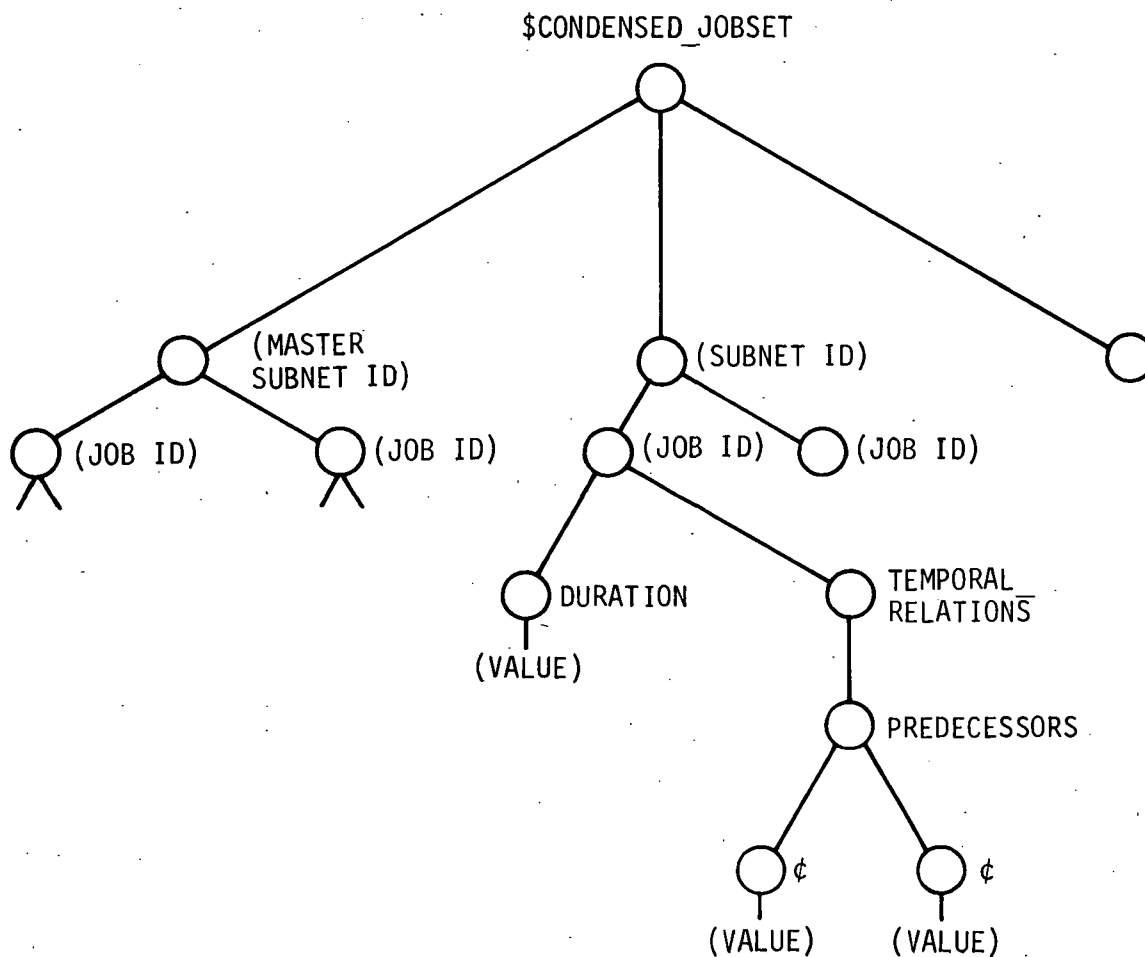 $CONDENSED_JOBSET
(MASTER
SUBNET ID)
(SUBNET ID)
(JOB ID)
(JOB ID)
(JOB ID)
(JOB ID)
DURATION
TEMPORAL_
RELATIONS
(VALUE)
PREDECESSORS
¢
¢
(VALUE)
(VALUE)